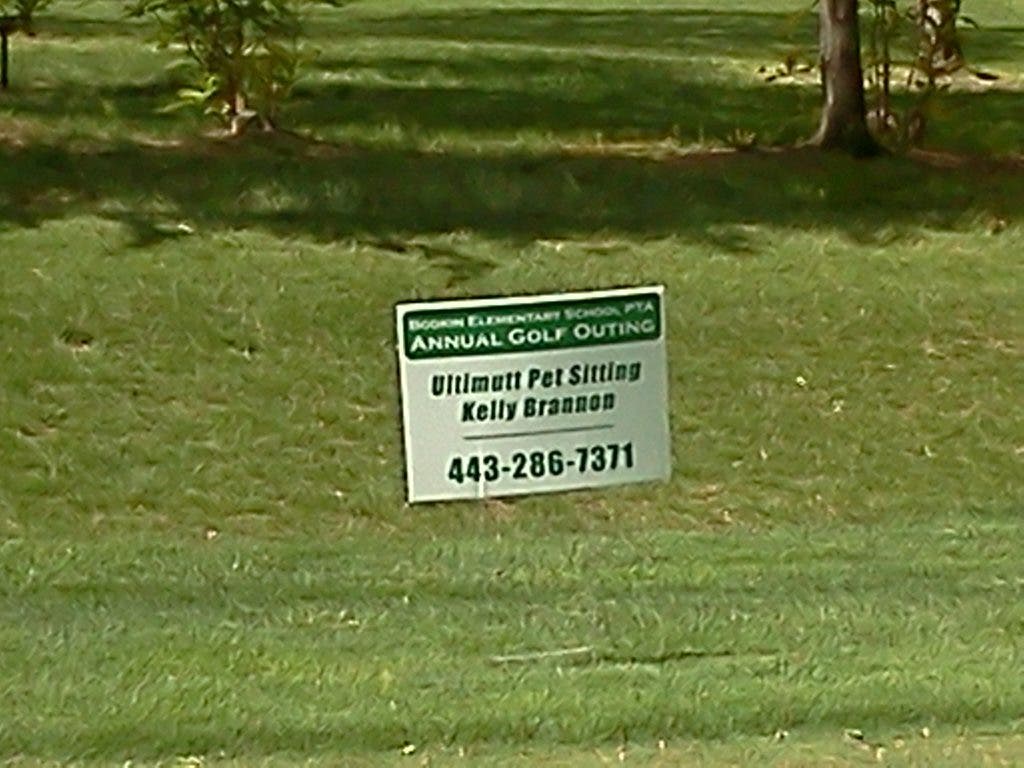 BODKIN ELEMENTARY SCHOOL PTA
ANNUAL GOLF OUTING
Ultimutt Pet Sitting
Kelly Brannon
443-286-7371